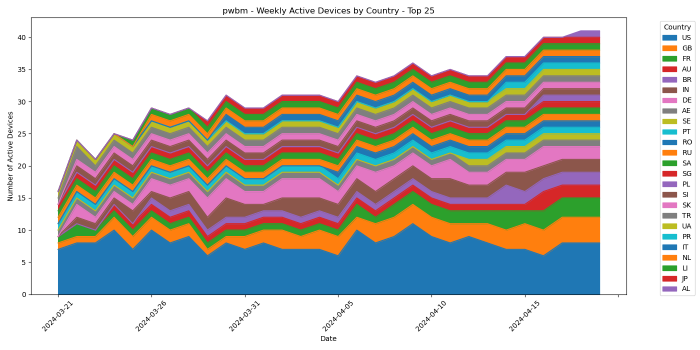 pwbm - Weekly Active Devices by Country - Top 25
Number of Active Devices
40
35
30
25
20
15
10
5
0
2024-03-21
2024-03-26
2024-03-31
2024-04-05
2024-04-10
2024-04-15
Date
Country
US
GB
FR
AU
BR
IN
DE
AE
SE
PT
RO
RU
SA
SG
PL
SI
SK
TR
UA
PR
IT
NL
LI
JP
AL